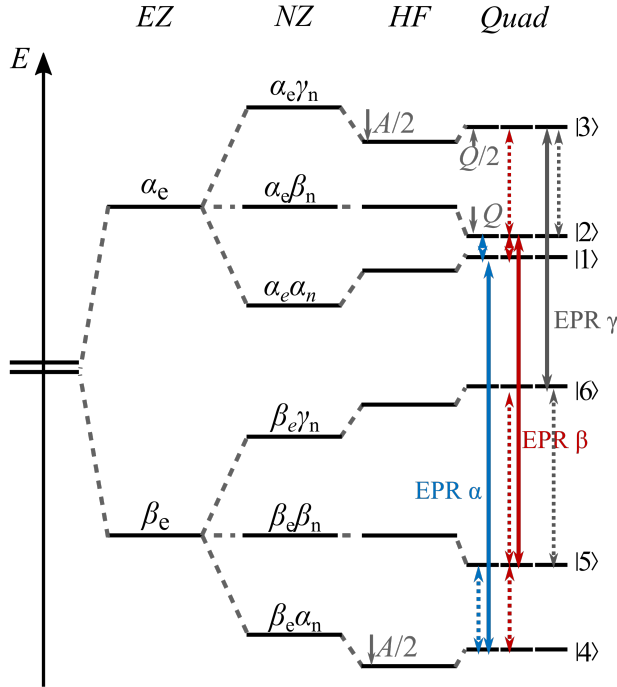 EZ NZ HF Quad
E
αₑγₙ
A/2
|3⟩
Q/2
αₑ
αₑβₙ
Q
|2⟩
|1⟩
αₑαₙ
EPR γ
|6⟩
βₑγₙ
EPR β
EPR α
βₑ
βₑβₙ
|5⟩
βₑαₙ
A/2
|4⟩